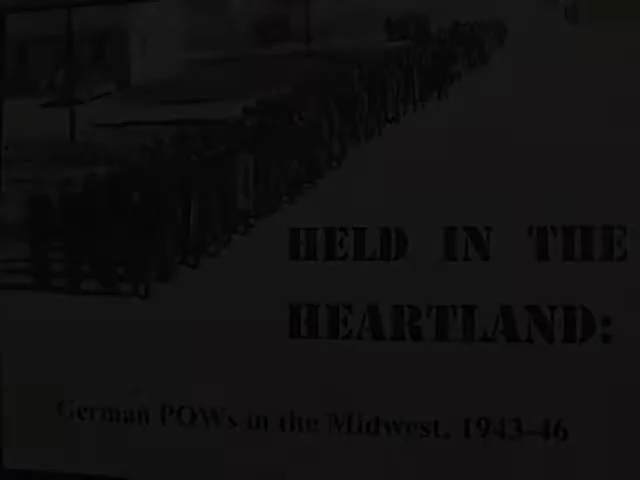 HELD IN THE
HEARTLAND:
German POWs in the Midwest, 1943-46